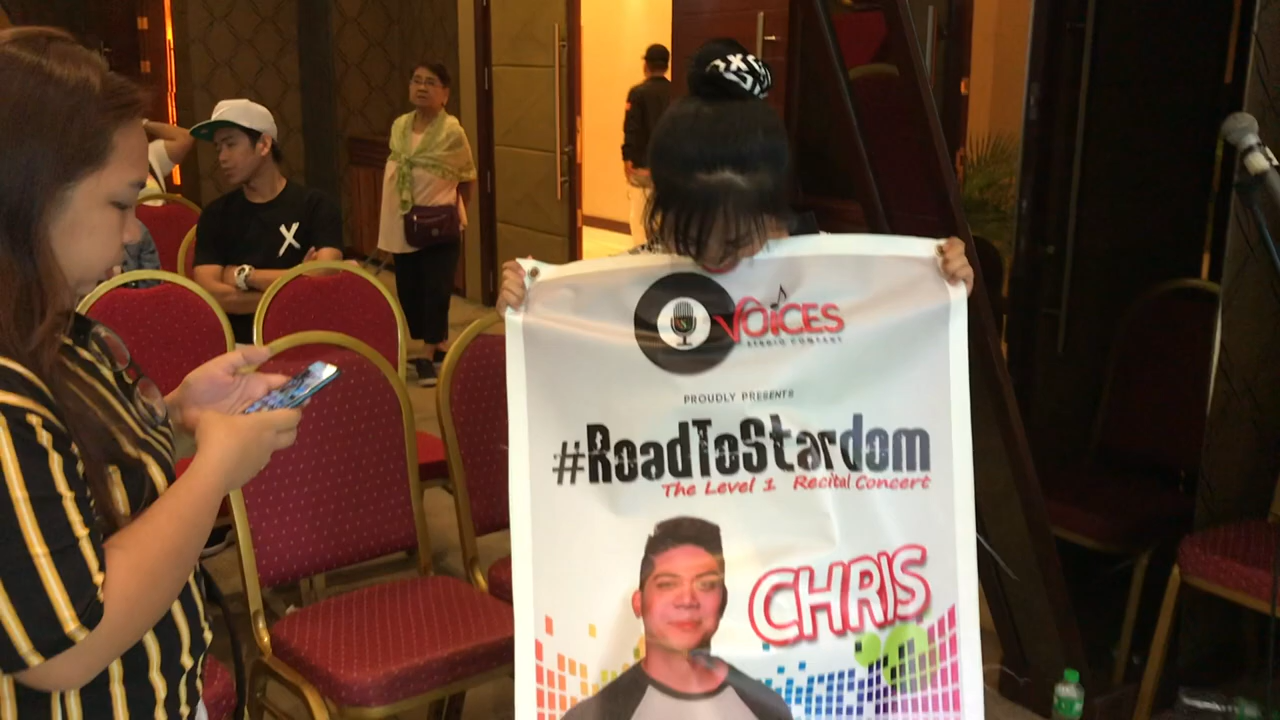 VOiCES
STUDIO COMPANY
PROUDLY PRESENTS
#RoadToStardom
The Level 1 Recital Concert
CHRIS
X